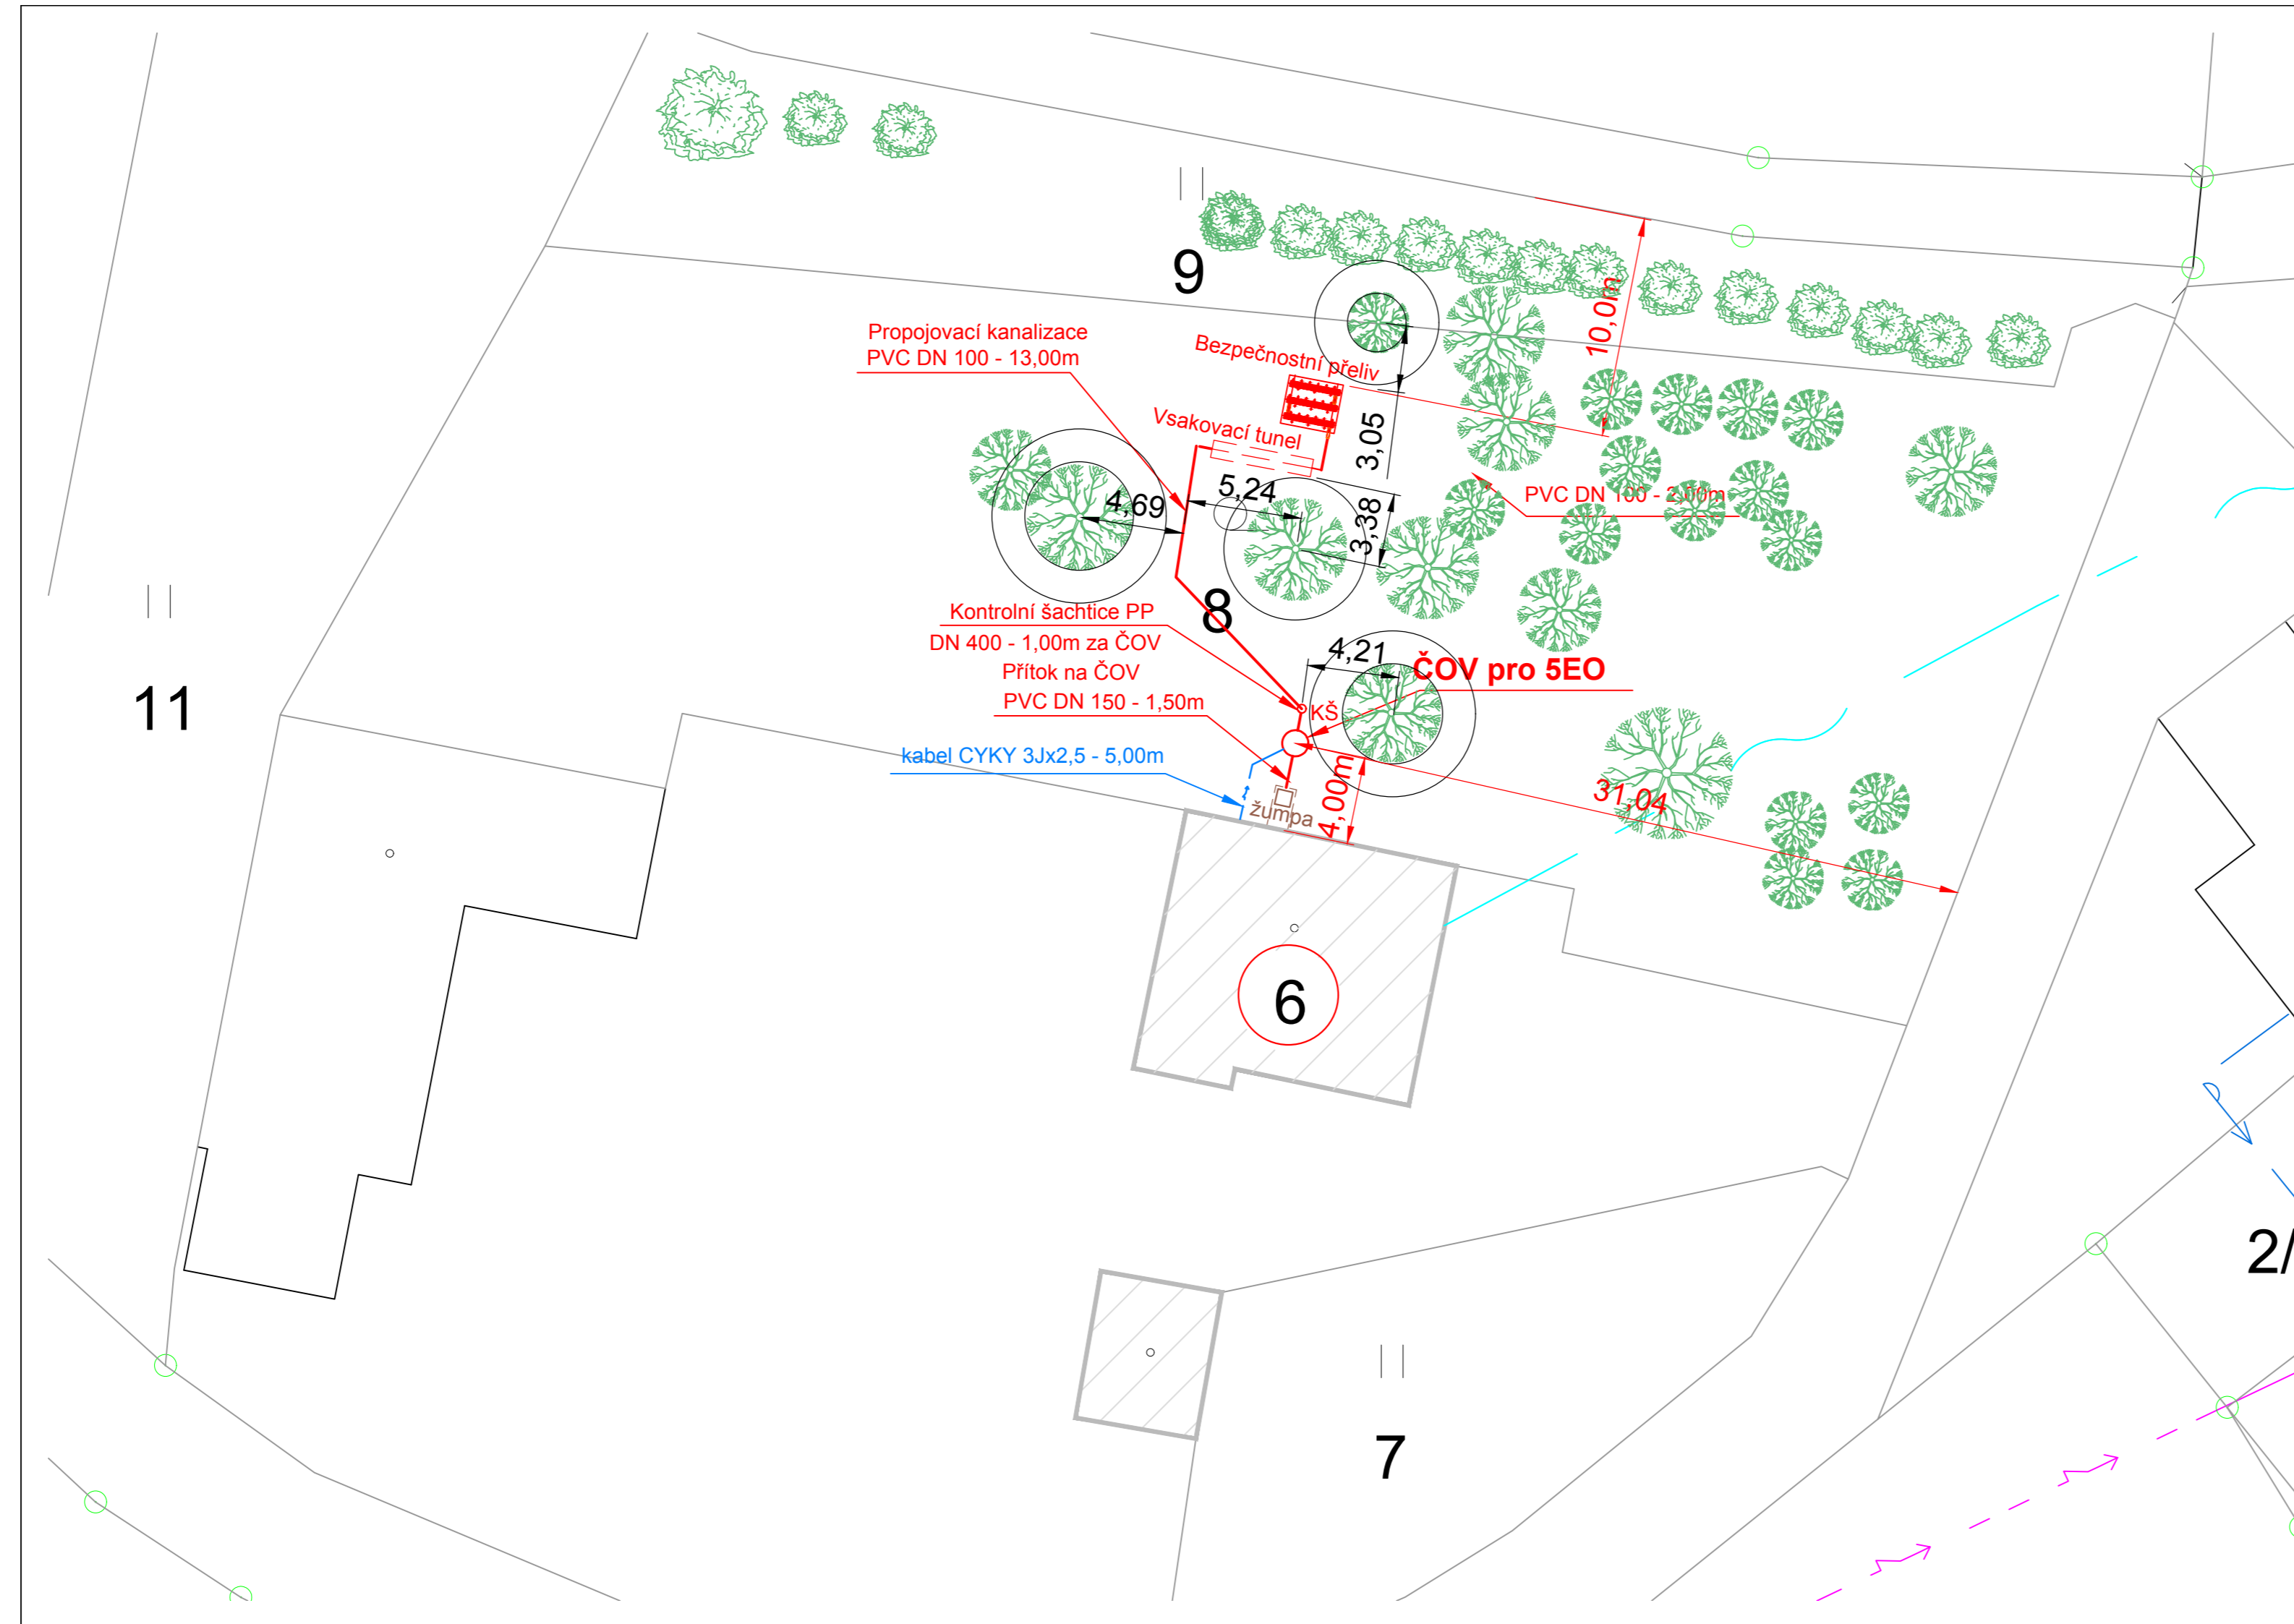 9
Propojovací kanalizace
PVC DN 100 - 13,00m
Bezpečnostní přeliv
10,0m
Vsakovací tunel
3,05
4,69
5,24
3,38
PVC DN 100 - 2,00m
8
Kontrolní šachtice PP
DN 400 - 1,00m za ČOV
Přítok na ČOV
PVC DN 150 - 1,50m
4,21
ČOV pro 5EO
KŠ
11
kabel CYKY 3Jx2,5 - 5,00m
žumpa
4,00m
31,04
6
2/
7